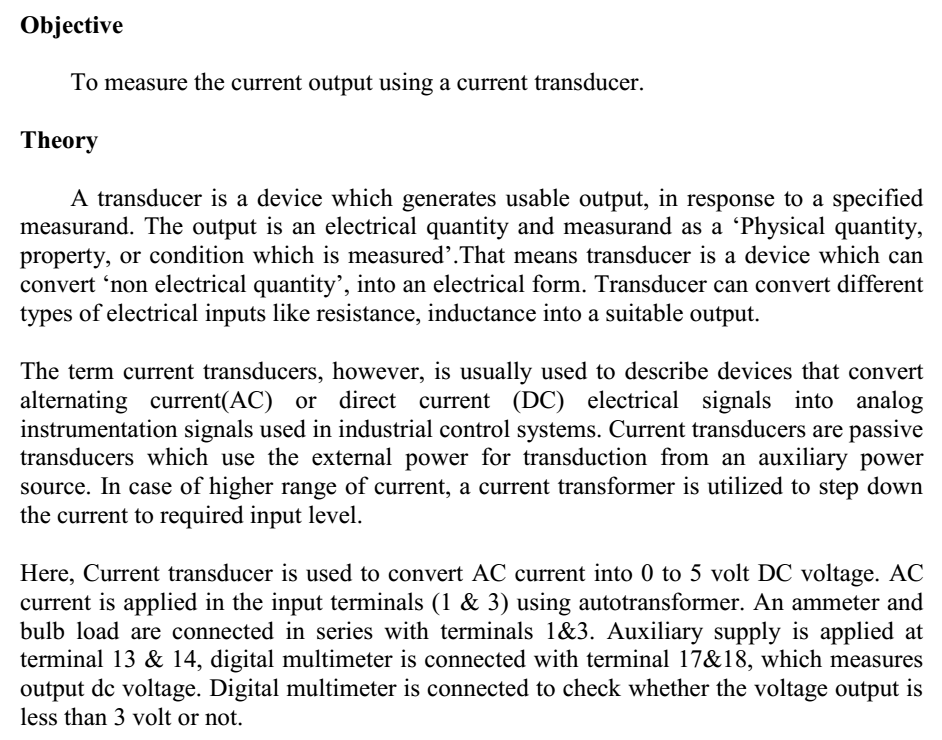 Objective
To measure the current output using a current transducer.
Theory
A transducer is a device which generates usable output, in response to a specified
measurand. The output is an electrical quantity and measurand as a ‘Physical quantity,
property, or condition which is measured’.That means transducer is a device which can
convert ‘non electrical quantity’, into an electrical form. Transducer can convert different
types of electrical inputs like resistance, inductance into a suitable output.
The term current transducers, however, is usually used to describe devices that convert
alternating current(AC) or direct current (DC) electrical signals into analog
instrumentation signals used in industrial control systems. Current transducers are passive
transducers which use the external power for transduction from an auxiliary power
source. In case of higher range of current, a current transformer is utilized to step down
the current to required input level.
Here, Current transducer is used to convert AC current into 0 to 5 volt DC voltage. AC
current is applied in the input terminals (1 & 3) using autotransformer. An ammeter and
bulb load are connected in series with terminals 1&3. Auxiliary supply is applied at
terminal 13 & 14, digital multimeter is connected with terminal 17&18, which measures
output dc voltage. Digital multimeter is connected to check whether the voltage output is
less than 3 volt or not.